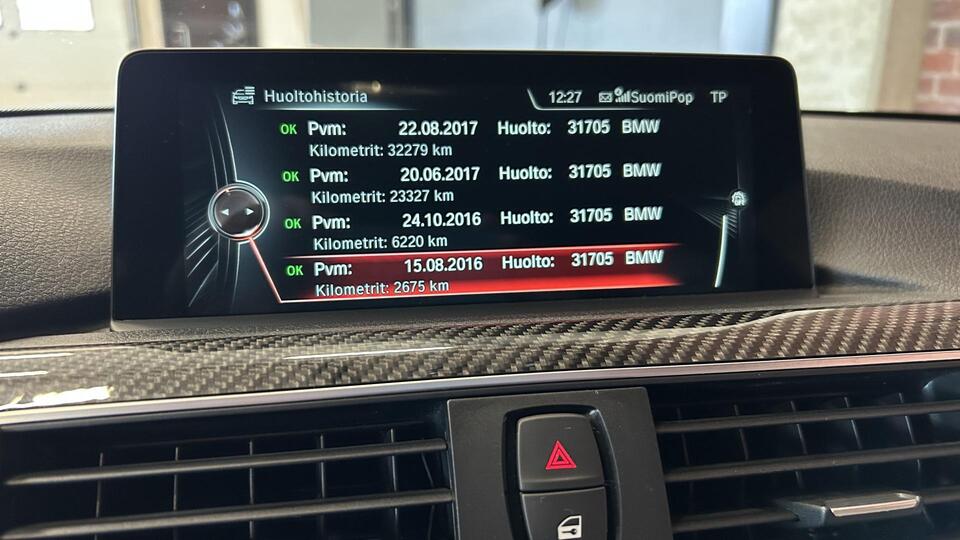 Huoltohistoria 12:27 SuomiPop TP
OK Pvm: 22.08.2017 Huolto: 31705 BMW
Kilometrit: 32279 km
OK Pvm: 20.06.2017 Huolto: 31705 BMW
Kilometrit: 23327 km
OK Pvm: 24.10.2016 Huolto: 31705 BMW
Kilometrit: 6220 km
OK Pvm: 15.08.2016 Huolto: 31705 BMW
Kilometrit: 2675 km